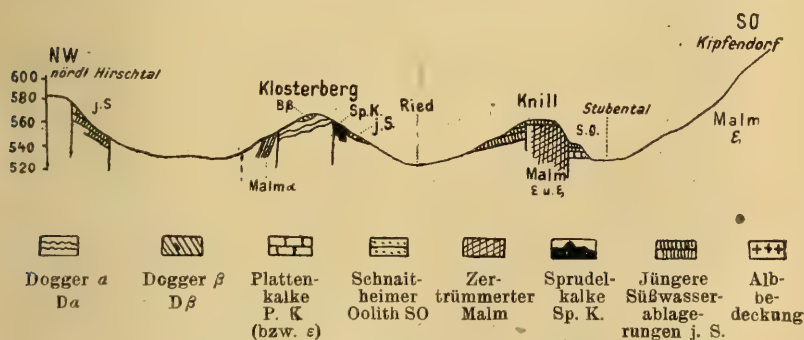 NW
nördl Hirschtal
SO
Kipfendorf
600
580
560
540
520
j.S
Klosterberg
Bβ
Sp.K.
j.S.
Malm α
Ried
Knill
S.O.
Stubental
Malm
ε u. ξ
Malm
ξ
Dogger α
Dα
Dogger β
Dβ
Platten-
kalke
P. K
(bzw. ε)
Schnait-
heimer
Oolith SO
Zer-
trümmerter
Malm
Sprudel-
kalke
Sp. K.
Jüngere
Süßwasser-
ablage-
rungen j. S.
Alb-
be-
deckung